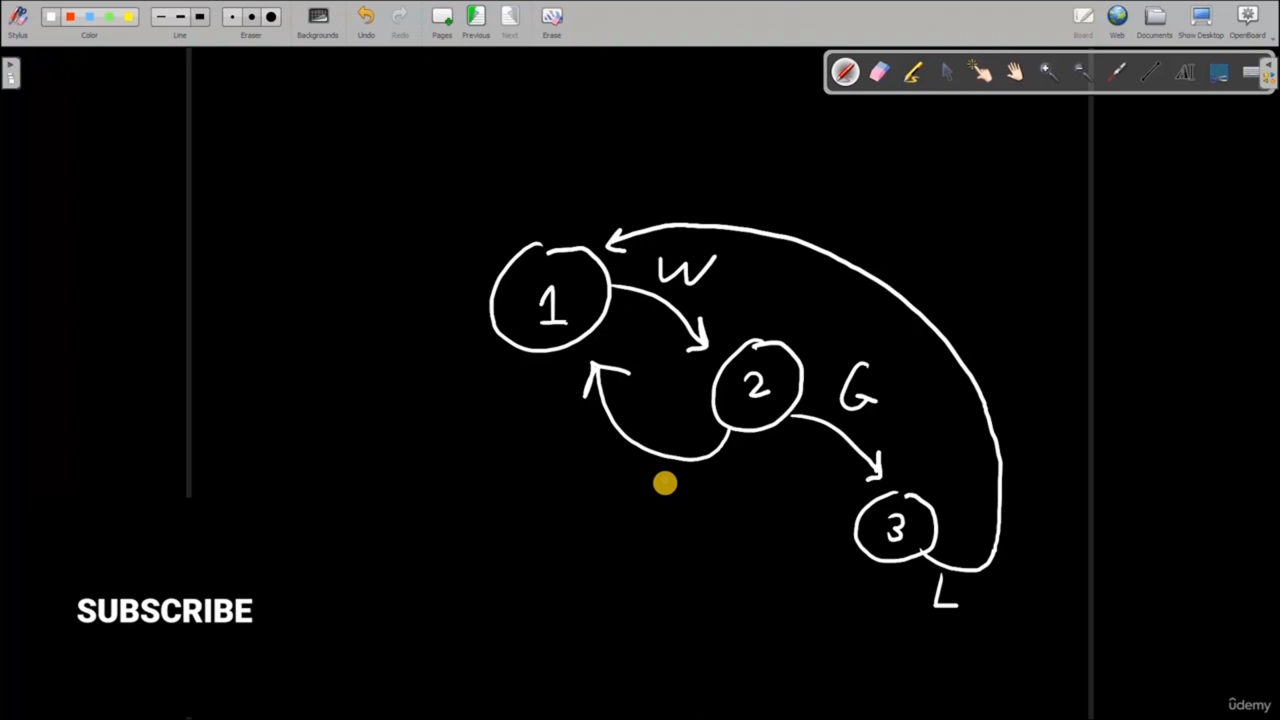 Stylus
Color
Line
Eraser
Backgrounds
Undo
Redo
Pages
Previous
Next
Erase
Board
Web
Documents
Show Desktop
OpenBoard
W
1
2
G
3
L
SUBSCRIBE
ûdemy